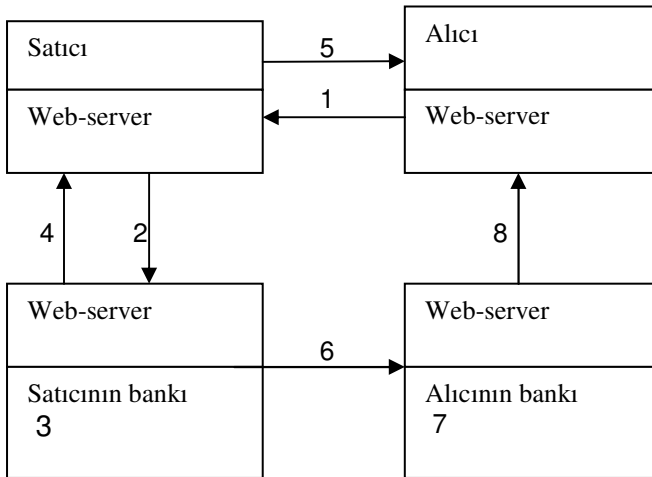 Satıcı
5
Alıcı
1
Web-server
Web-server
4
2
8
Web-server
Web-server
6
Satıcının bankı
3
Alıcının bankı
7